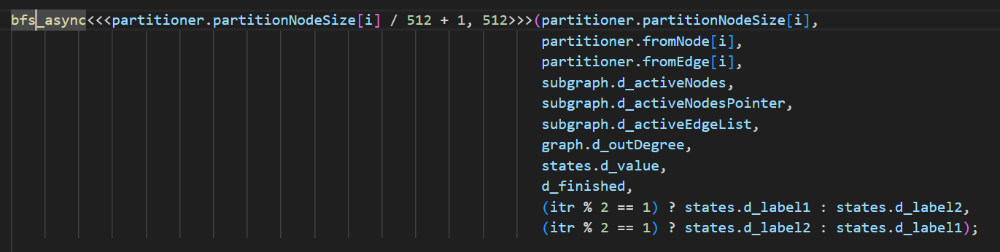 bfs_async<<<partitioner.partitionNodeSize[i] / 512 + 1, 512>>>(partitioner.partitionNodeSize[i],
partitioner.fromNode[i],
partitioner.fromEdge[i],
subgraph.d_activeNodes,
subgraph.d_activeNodesPointer,
subgraph.d_activeEdgeList,
graph.d_outDegree,
states.d_value,
d_finished,
(itr % 2 == 1) ? states.d_label1 : states.d_label2,
(itr % 2 == 1) ? states.d_label2 : states.d_label1);